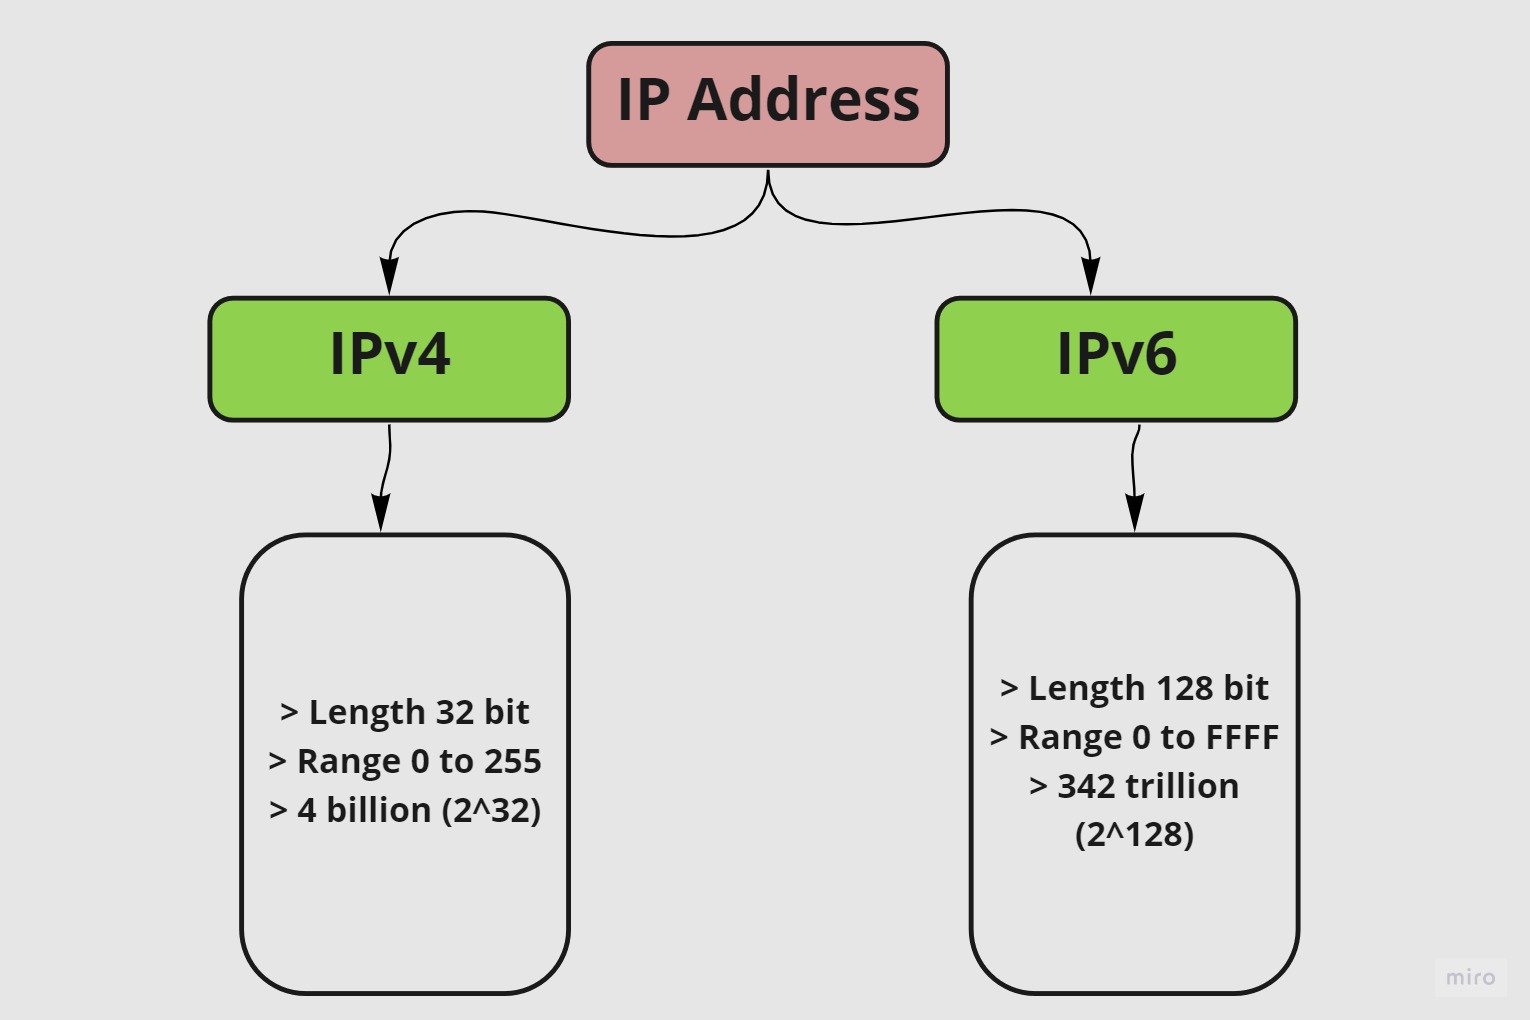 IP Address
IPv4
IPv6
> Length 32 bit
> Range 0 to 255
> 4 billion (2^32)
> Length 128 bit
> Range 0 to FFFF
> 342 trillion
(2^128)
miro